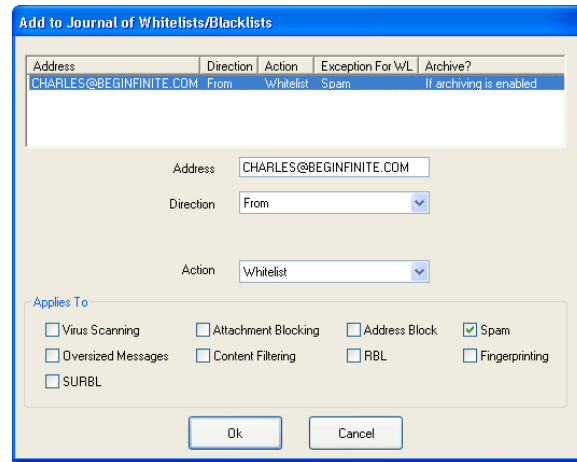 Add to Journal of Whitelists/Blacklists
Address Direction Action Exception For WL Archive?
CHARLES@BEGINFINITE.COM From Whitelist Spam If archiving is enabled
Address CHARLES@BEGINFINITE.COM
Direction From
Action Whitelist
Applies To
Virus Scanning Attachment Blocking Address Block Spam
Oversized Messages Content Filtering RBL Fingerprinting
SURBL
Ok Cancel